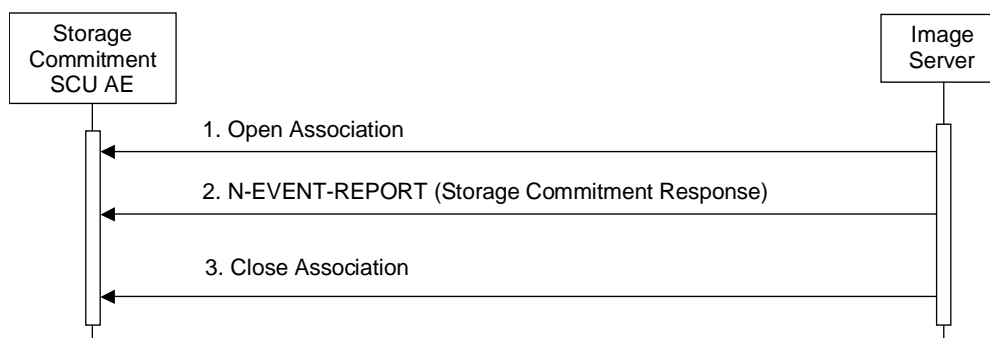 Storage
Commitment
SCU AE
Image
Server
1. Open Association
2. N-EVENT-REPORT (Storage Commitment Response)
3. Close Association